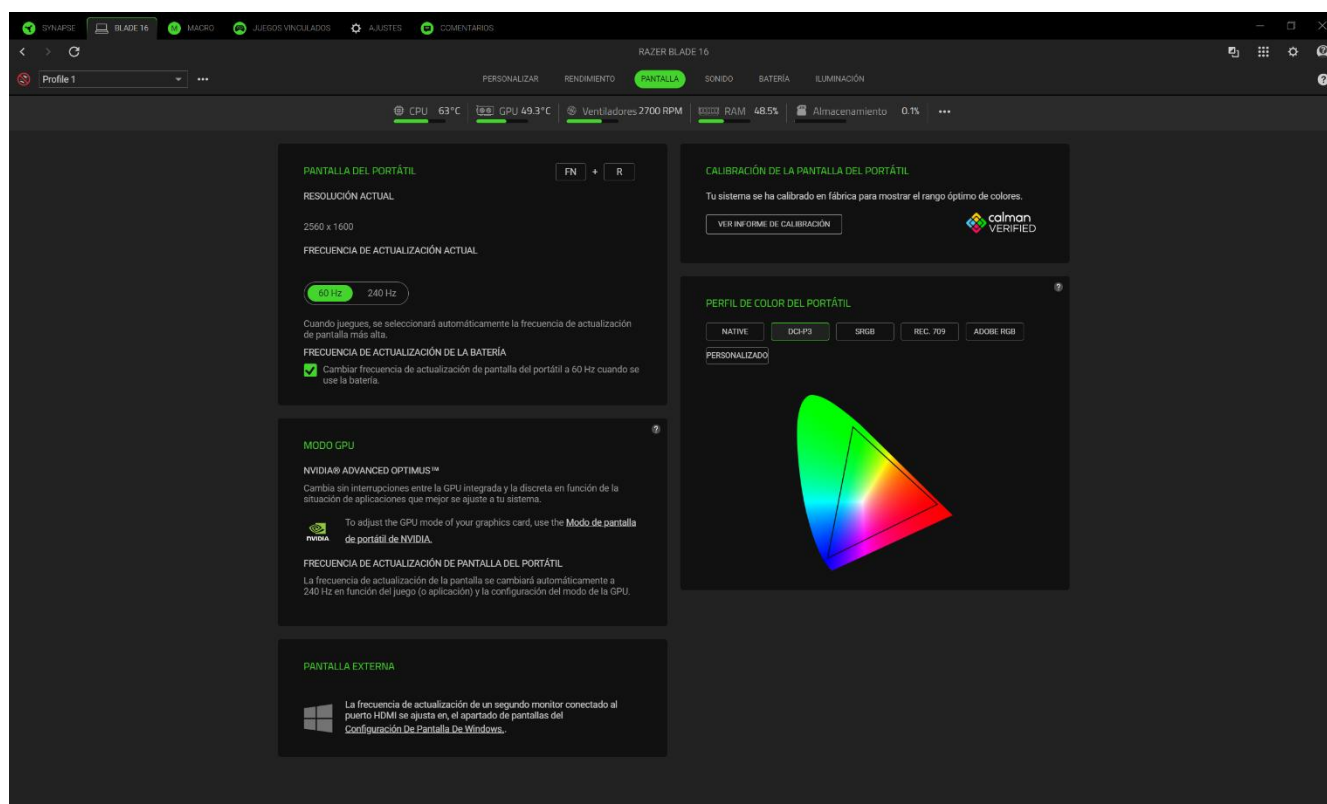 SYNAPSE BLADE 16 MACRO JUEGOS VINCULADOS AJUSTES COMENTARIOS
RAZER BLADE 16
Profile 1
PERSONALIZAR RENDIMIENTO PANTALLA SONIDO BATERÍA ILUMINACIÓN
CPU 63°C GPU 49.3°C Ventiladores 2700 RPM RAM 48.5% Almacenamiento 0.1%
PANTALLA DEL PORTÁTIL FN + R
RESOLUCIÓN ACTUAL
2560 x 1600
FRECUENCIA DE ACTUALIZACIÓN ACTUAL
60 Hz 240 Hz
Cuando juegues, se seleccionará automáticamente la frecuencia de actualización
de pantalla más alta.
FRECUENCIA DE ACTUALIZACIÓN DE LA BATERÍA
Cambiar frecuencia de actualización de pantalla del portátil a 60 Hz cuando se
use la batería.
MODO GPU
NVIDIA® ADVANCED OPTIMUS™
Cambia sin interrupciones entre la GPU integrada y la discreta en función de la
situación de aplicaciones que mejor se ajuste a tu sistema.
NVIDIA
To adjust the GPU mode of your graphics card, use the Modo de pantalla
de portátil de NVIDIA.
FRECUENCIA DE ACTUALIZACIÓN DE PANTALLA DEL PORTÁTIL
La frecuencia de actualización de la pantalla se cambiará automáticamente a
240 Hz en función del juego (o aplicación) y la configuración del modo de la GPU.
PANTALLA EXTERNA
La frecuencia de actualización de un segundo monitor conectado al
puerto HDMI se ajusta en, el apartado de pantallas del
Configuración De Pantalla De Windows..
CALIBRACIÓN DE LA PANTALLA DEL PORTÁTIL
Tu sistema se ha calibrado en fábrica para mostrar el rango óptimo de colores.
VER INFORME DE CALIBRACIÓN
calman
VERIFIED
PERFIL DE COLOR DEL PORTÁTIL
NATIVE DCI-P3 SRGB REC. 709 ADOBE RGB
PERSONALIZADO